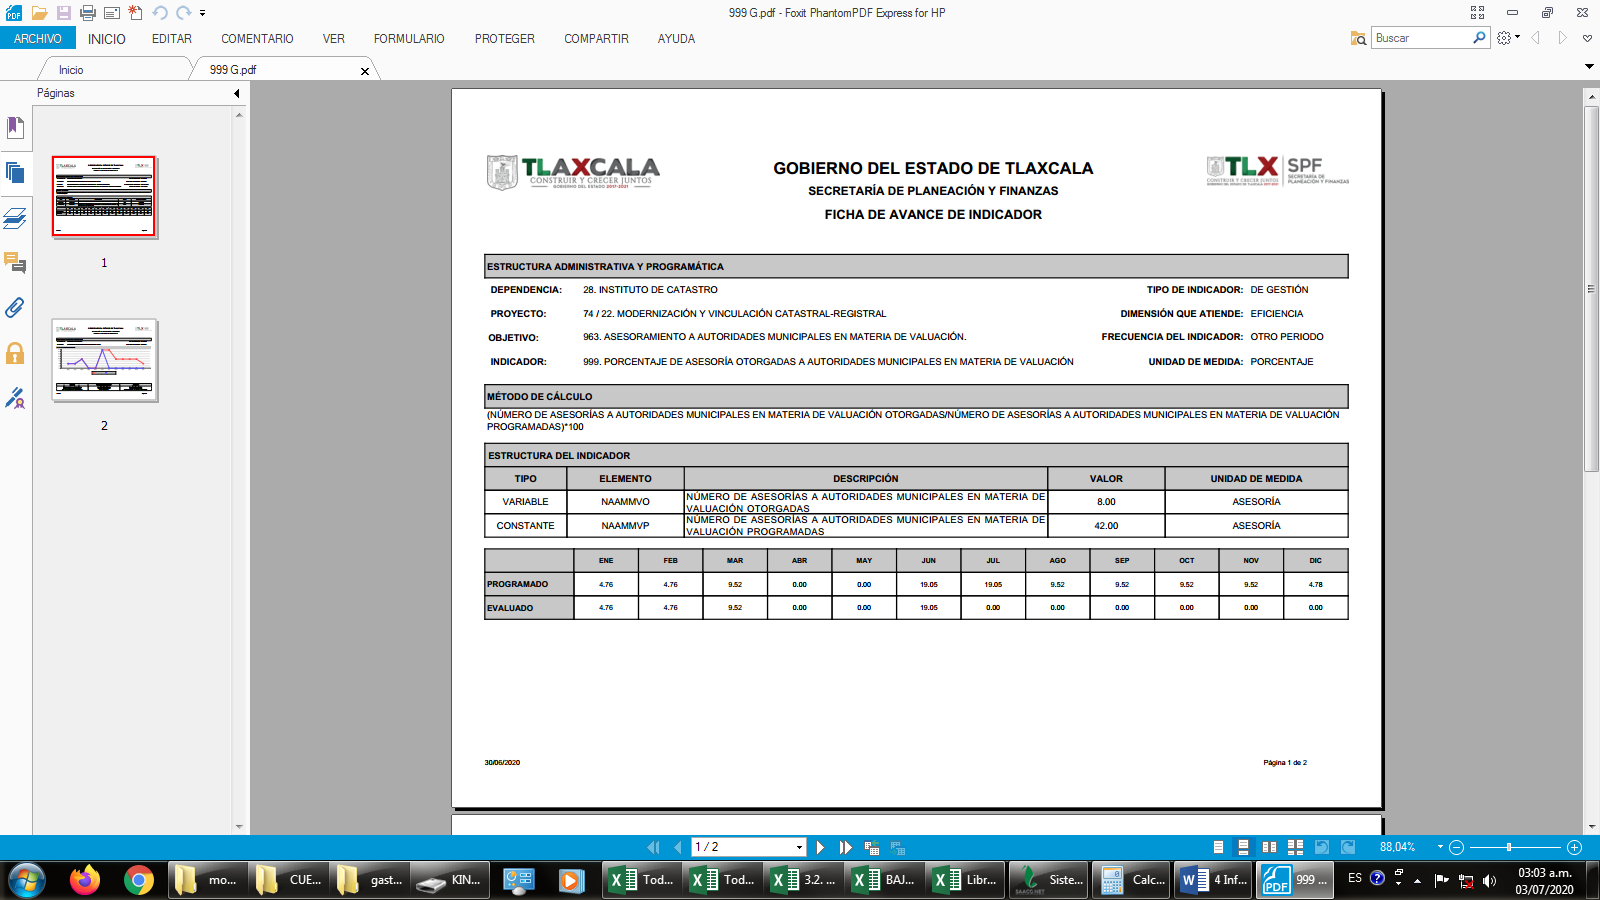 999 G.pdf - Foxit PhantomPDF Express for HP
ARCHIVO INICIO EDITAR COMENTARIO VER FORMULARIO PROTEGER COMPARTIR AYUDA
Buscar
Inicio 999 G.pdf
Páginas
1
2
TLAXCALA
CONSTRUIR Y CRECER JUNTOS
GOBIERNO DEL ESTADO 2017-2021
GOBIERNO DEL ESTADO DE TLAXCALA
SECRETARÍA DE PLANEACIÓN Y FINANZAS
FICHA DE AVANCE DE INDICADOR
TLX
CONSTRUIR Y CRECER JUNTOS
SPF
SECRETARÍA DE
PLANEACIÓN Y FINANZAS
ESTRUCTURA ADMINISTRATIVA Y PROGRAMÁTICA
DEPENDENCIA: 28. INSTITUTO DE CATASTRO TIPO DE INDICADOR: DE GESTIÓN
PROYECTO: 74 / 22. MODERNIZACIÓN Y VINCULACIÓN CATASTRAL-REGISTRAL DIMENSIÓN QUE ATIENDE: EFICIENCIA
OBJETIVO: 963. ASESORAMIENTO A AUTORIDADES MUNICIPALES EN MATERIA DE VALUACIÓN. FRECUENCIA DEL INDICADOR: OTRO PERIODO
INDICADOR: 999. PORCENTAJE DE ASESORÍA OTORGADAS A AUTORIDADES MUNICIPALES EN MATERIA DE VALUACIÓN UNIDAD DE MEDIDA: PORCENTAJE
MÉTODO DE CÁLCULO
(NÚMERO DE ASESORÍAS A AUTORIDADES MUNICIPALES EN MATERIA DE VALUACIÓN OTORGADAS/NÚMERO DE ASESORÍAS A AUTORIDADES MUNICIPALES EN MATERIA DE VALUACIÓN
PROGRAMADAS)*100
ESTRUCTURA DEL INDICADOR
TIPO ELEMENTO DESCRIPCIÓN VALOR UNIDAD DE MEDIDA
VARIABLE NAAMMVO NÚMERO DE ASESORÍAS A AUTORIDADES MUNICIPALES EN MATERIA DE VALUACIÓN OTORGADAS 8.00 ASESORÍA
CONSTANTE NAAMMVP NÚMERO DE ASESORÍAS A AUTORIDADES MUNICIPALES EN MATERIA DE VALUACIÓN PROGRAMADAS 42.00 ASESORÍA
ENE FEB MAR ABR MAY JUN JUL AGO SEP OCT NOV DIC
PROGRAMADO 4.76 4.76 9.52 0.00 0.00 19.05 19.05 9.52 9.52 9.52 9.52 4.78
EVALUADO 4.76 4.76 9.52 0.00 0.00 19.05 0.00 0.00 0.00 0.00 0.00 0.00
30/06/2020 Página 1 de 2
1 / 2 88,04%
mo... CUE... gast... KIN... Tod... Tod... 3.2. ... BAJ... Libr... Siste... Calc... 4 Inf... 999 ... ES 03:03 a.m.
03/07/2020